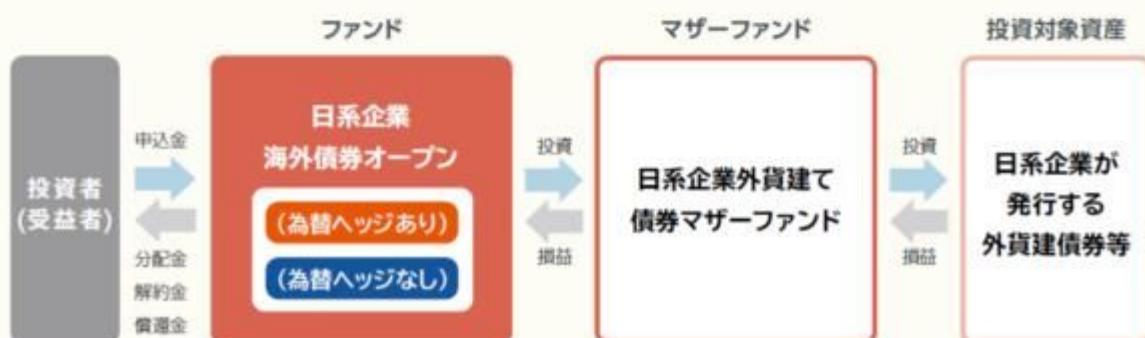 ファンド
マザーファンド
投資対象資産
投資者
(受益者)
申込金
分配金
解約金
償還金
日系企業
海外債券オープン
(為替ヘッジあり)
(為替ヘッジなし)
投資
損益
日系企業外貨建て
債券マザーファンド
投資
損益
日系企業が
発行する
外貨建債券等